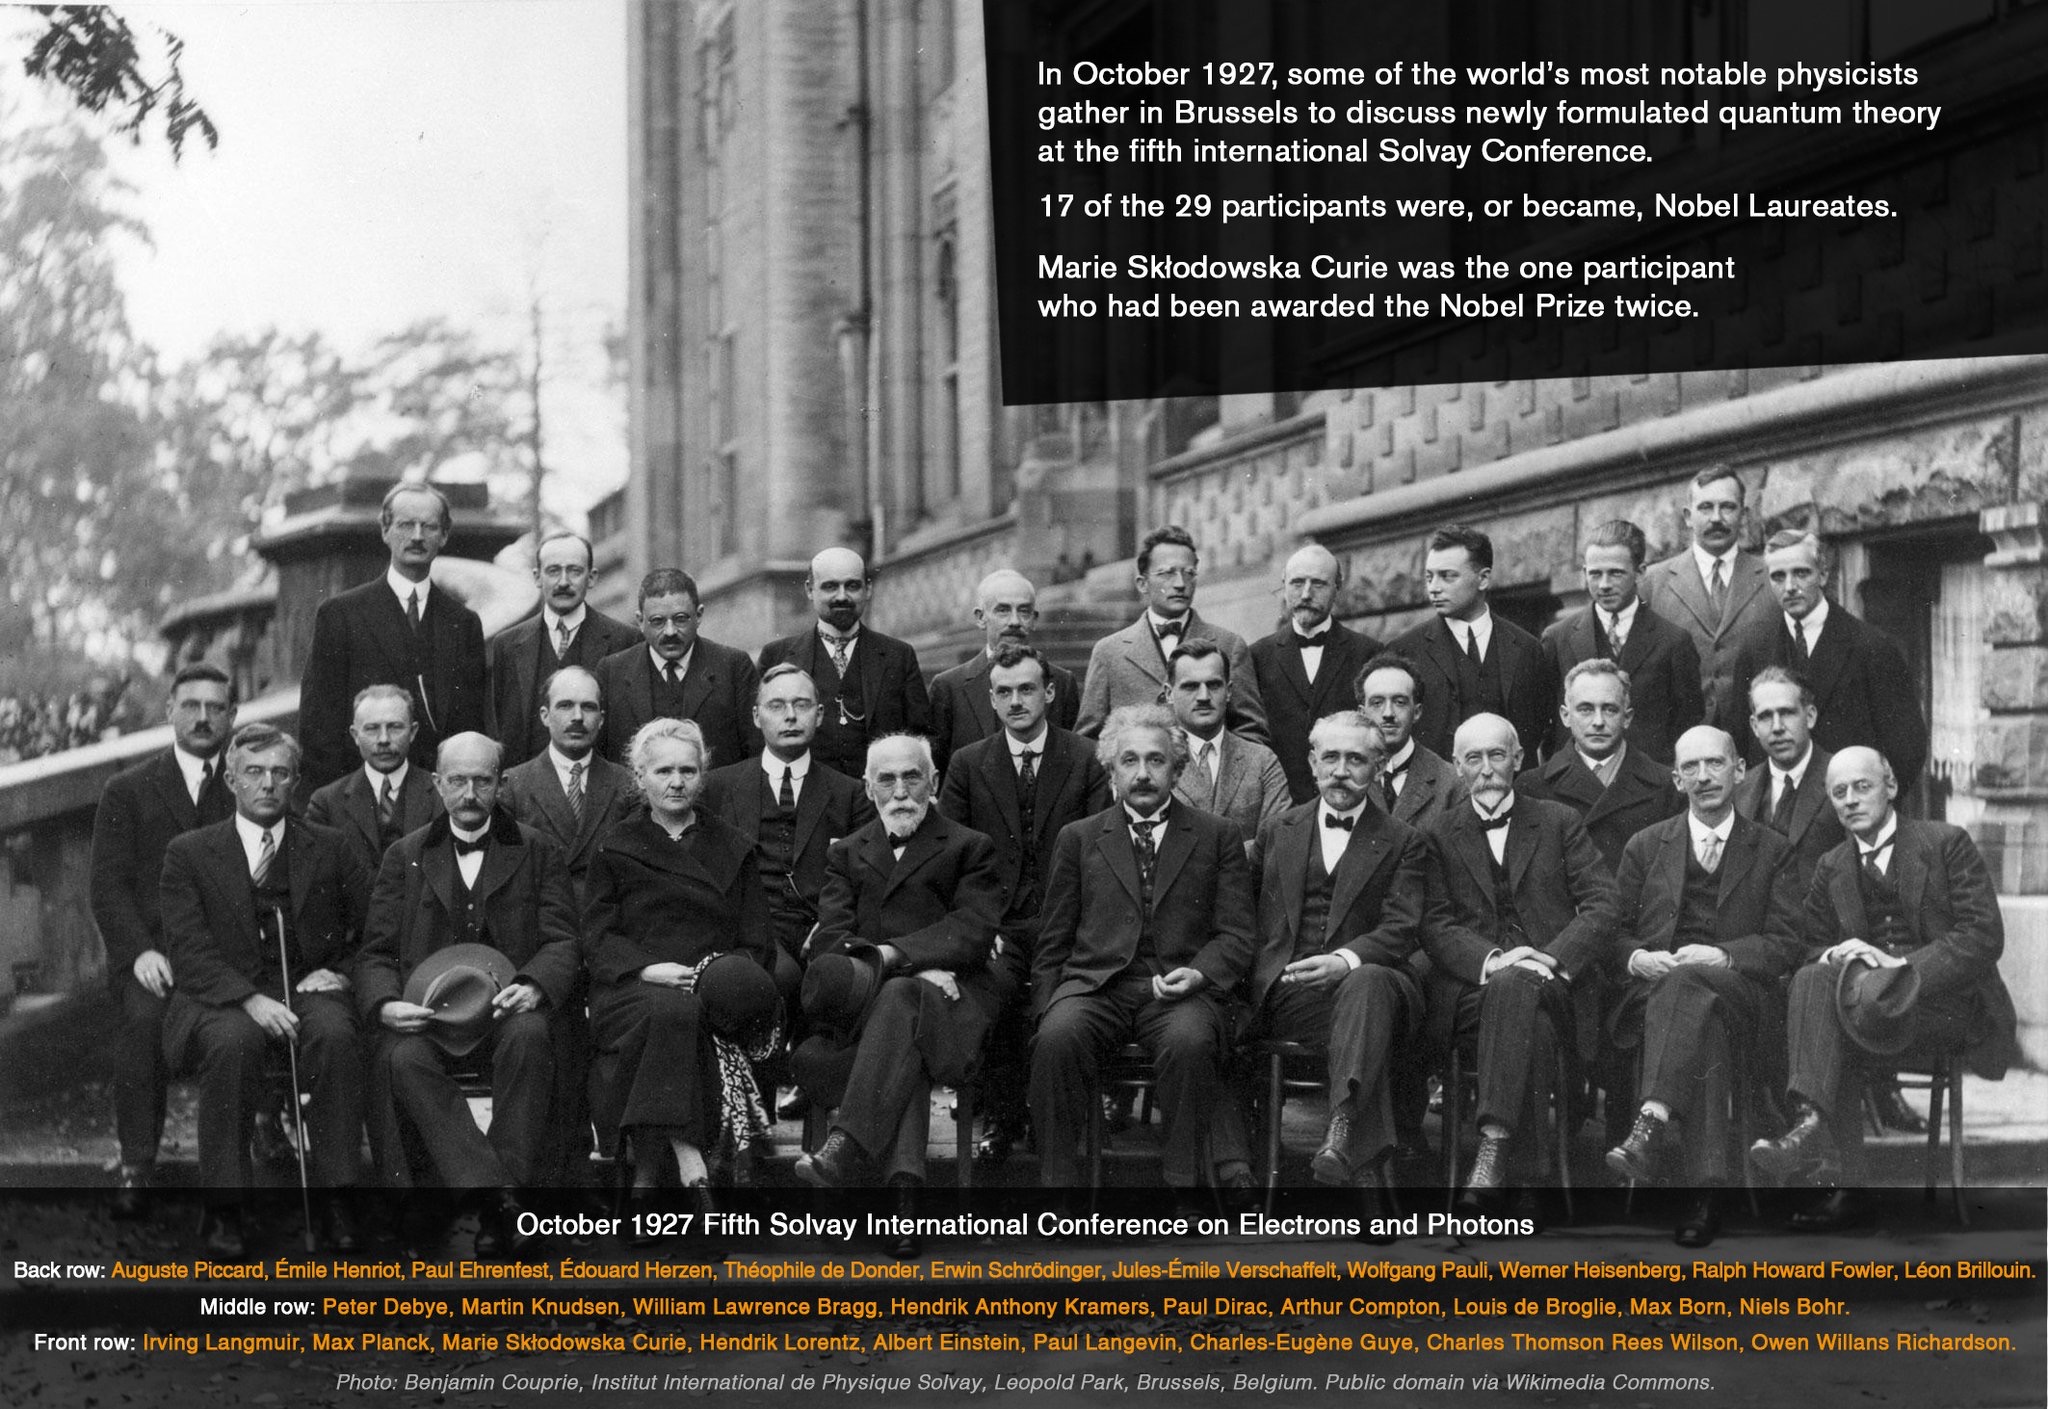 In October 1927, some of the world's most notable physicists
gather in Brussels to discuss newly formulated quantum theory
at the fifth international Solvay Conference.
17 of the 29 participants were, or became, Nobel Laureates.
Marie Skłodowska Curie was the one participant
who had been awarded the Nobel Prize twice.
October 1927 Fifth Solvay International Conference on Electrons and Photons
Back row: Auguste Piccard, Émile Henriot, Paul Ehrenfest, Édouard Herzen, Théophile de Donder, Erwin Schrödinger, Jules-Émile Verschaffelt, Wolfgang Pauli, Werner Heisenberg, Ralph Howard Fowler, Léon Brillouin.
Middle row: Peter Debye, Martin Knudsen, William Lawrence Bragg, Hendrik Anthony Kramers, Paul Dirac, Arthur Compton, Louis de Broglie, Max Born, Niels Bohr.
Front row: Irving Langmuir, Max Planck, Marie Skłodowska Curie, Hendrik Lorentz, Albert Einstein, Paul Langevin, Charles-Eugène Guye, Charles Thomson Rees Wilson, Owen Willans Richardson.
Photo: Benjamin Couprie, Institut International de Physique Solvay, Leopold Park, Brussels, Belgium. Public domain via Wikimedia Commons.